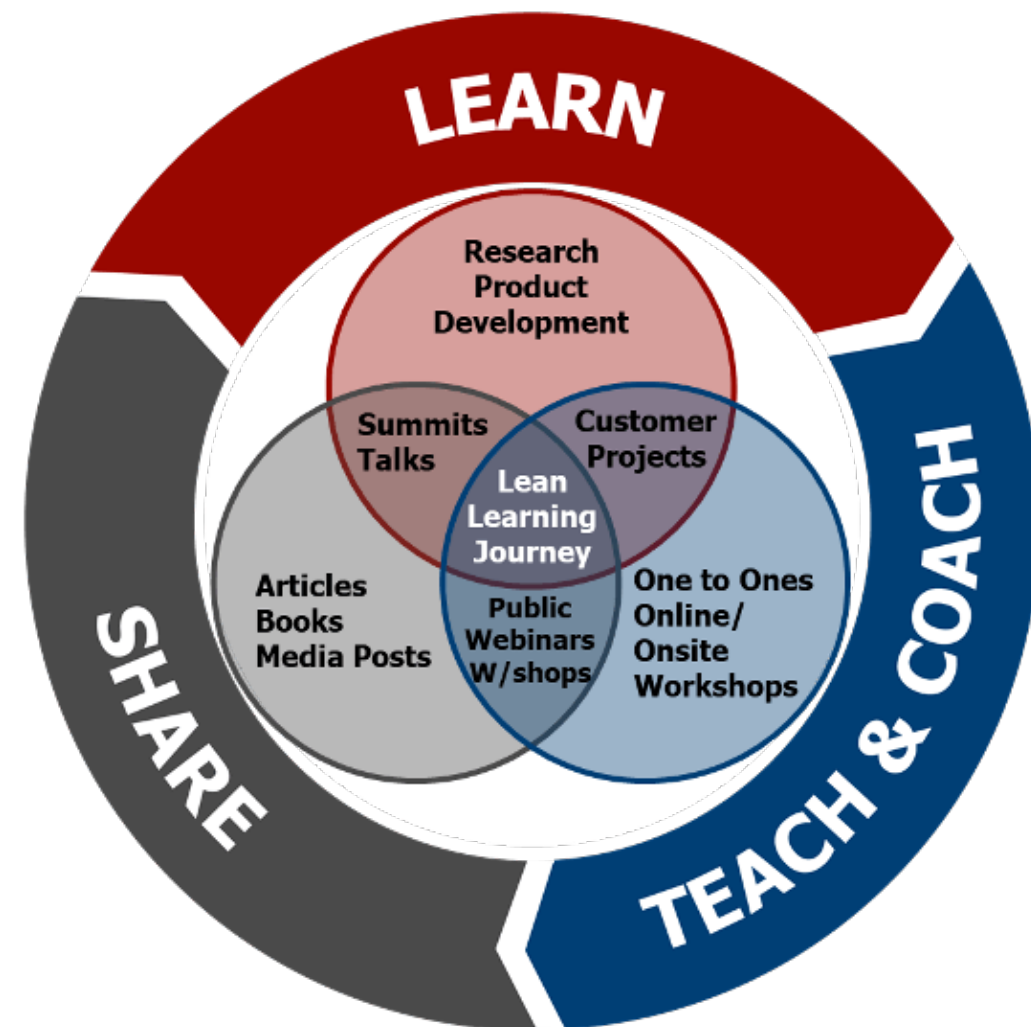 LEARN
Research
Product
Development
Summits
Talks
Customer
Projects
Lean
Learning
Journey
Articles
Books
Media Posts
Public
Webinars
W/shops
One to Ones
Online/
Onsite
Workshops
SHARE
TEACH & COACH